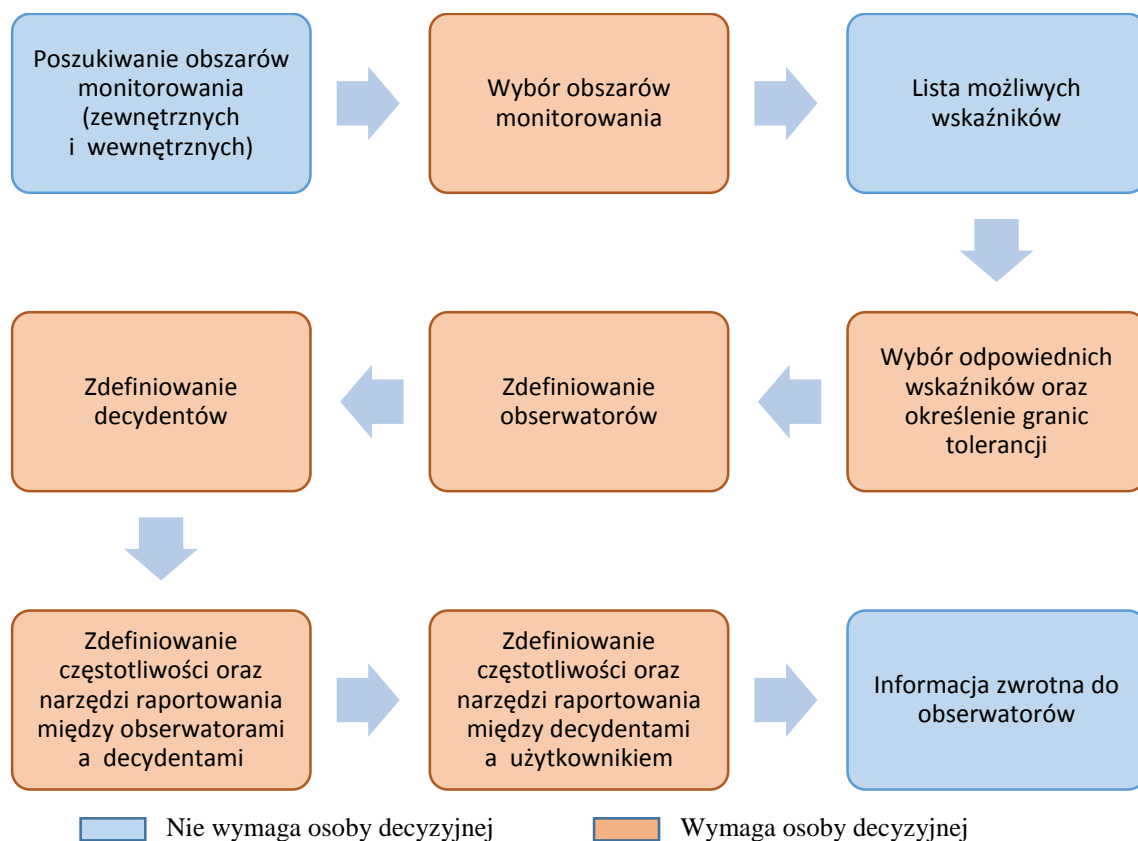 Poszukiwanie obszarów
monitorowania
(zewnętrznych
i wewnętrznych)
Wybór obszarów
monitorowania
Lista możliwych
wskaźników
Wybór odpowiednich
wskaźników oraz
określenie granic
tolerancji
Zdefiniowanie
obserwatorów
Zdefiniowanie
decydentów
Zdefiniowanie
częstotliwości oraz
narzędzi raportowania
między obserwatorami
a decydentami
Zdefiniowanie
częstotliwości oraz
narzędzi raportowania
między decydentami
a użytkownikiem
Informacja zwrotna do
obserwatorów
Nie wymaga osoby decyzyjnej
Wymaga osoby decyzyjnej